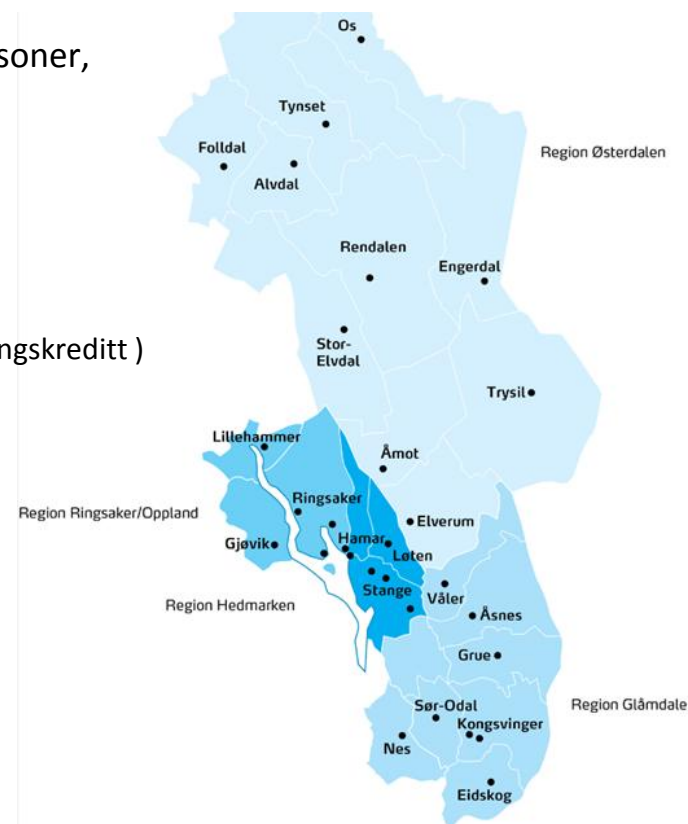 soner,
ngskreditt )
Os
Tynset
Folldal
Alvdal
Region Østerdalen
Rendalen
Engerdal
Stor-
Elvdal
Trysil
Lillehammer
Åmot
Ringsaker
Region Ringsaker/Oppland
Elverum
Gjøvik
Hamar
Løten
Stange
Våler
Region Hedmarken
Åsnes
Grue
Sør-Odal
Region Glåmdale
Kongsvinger
Nes
Eidskog